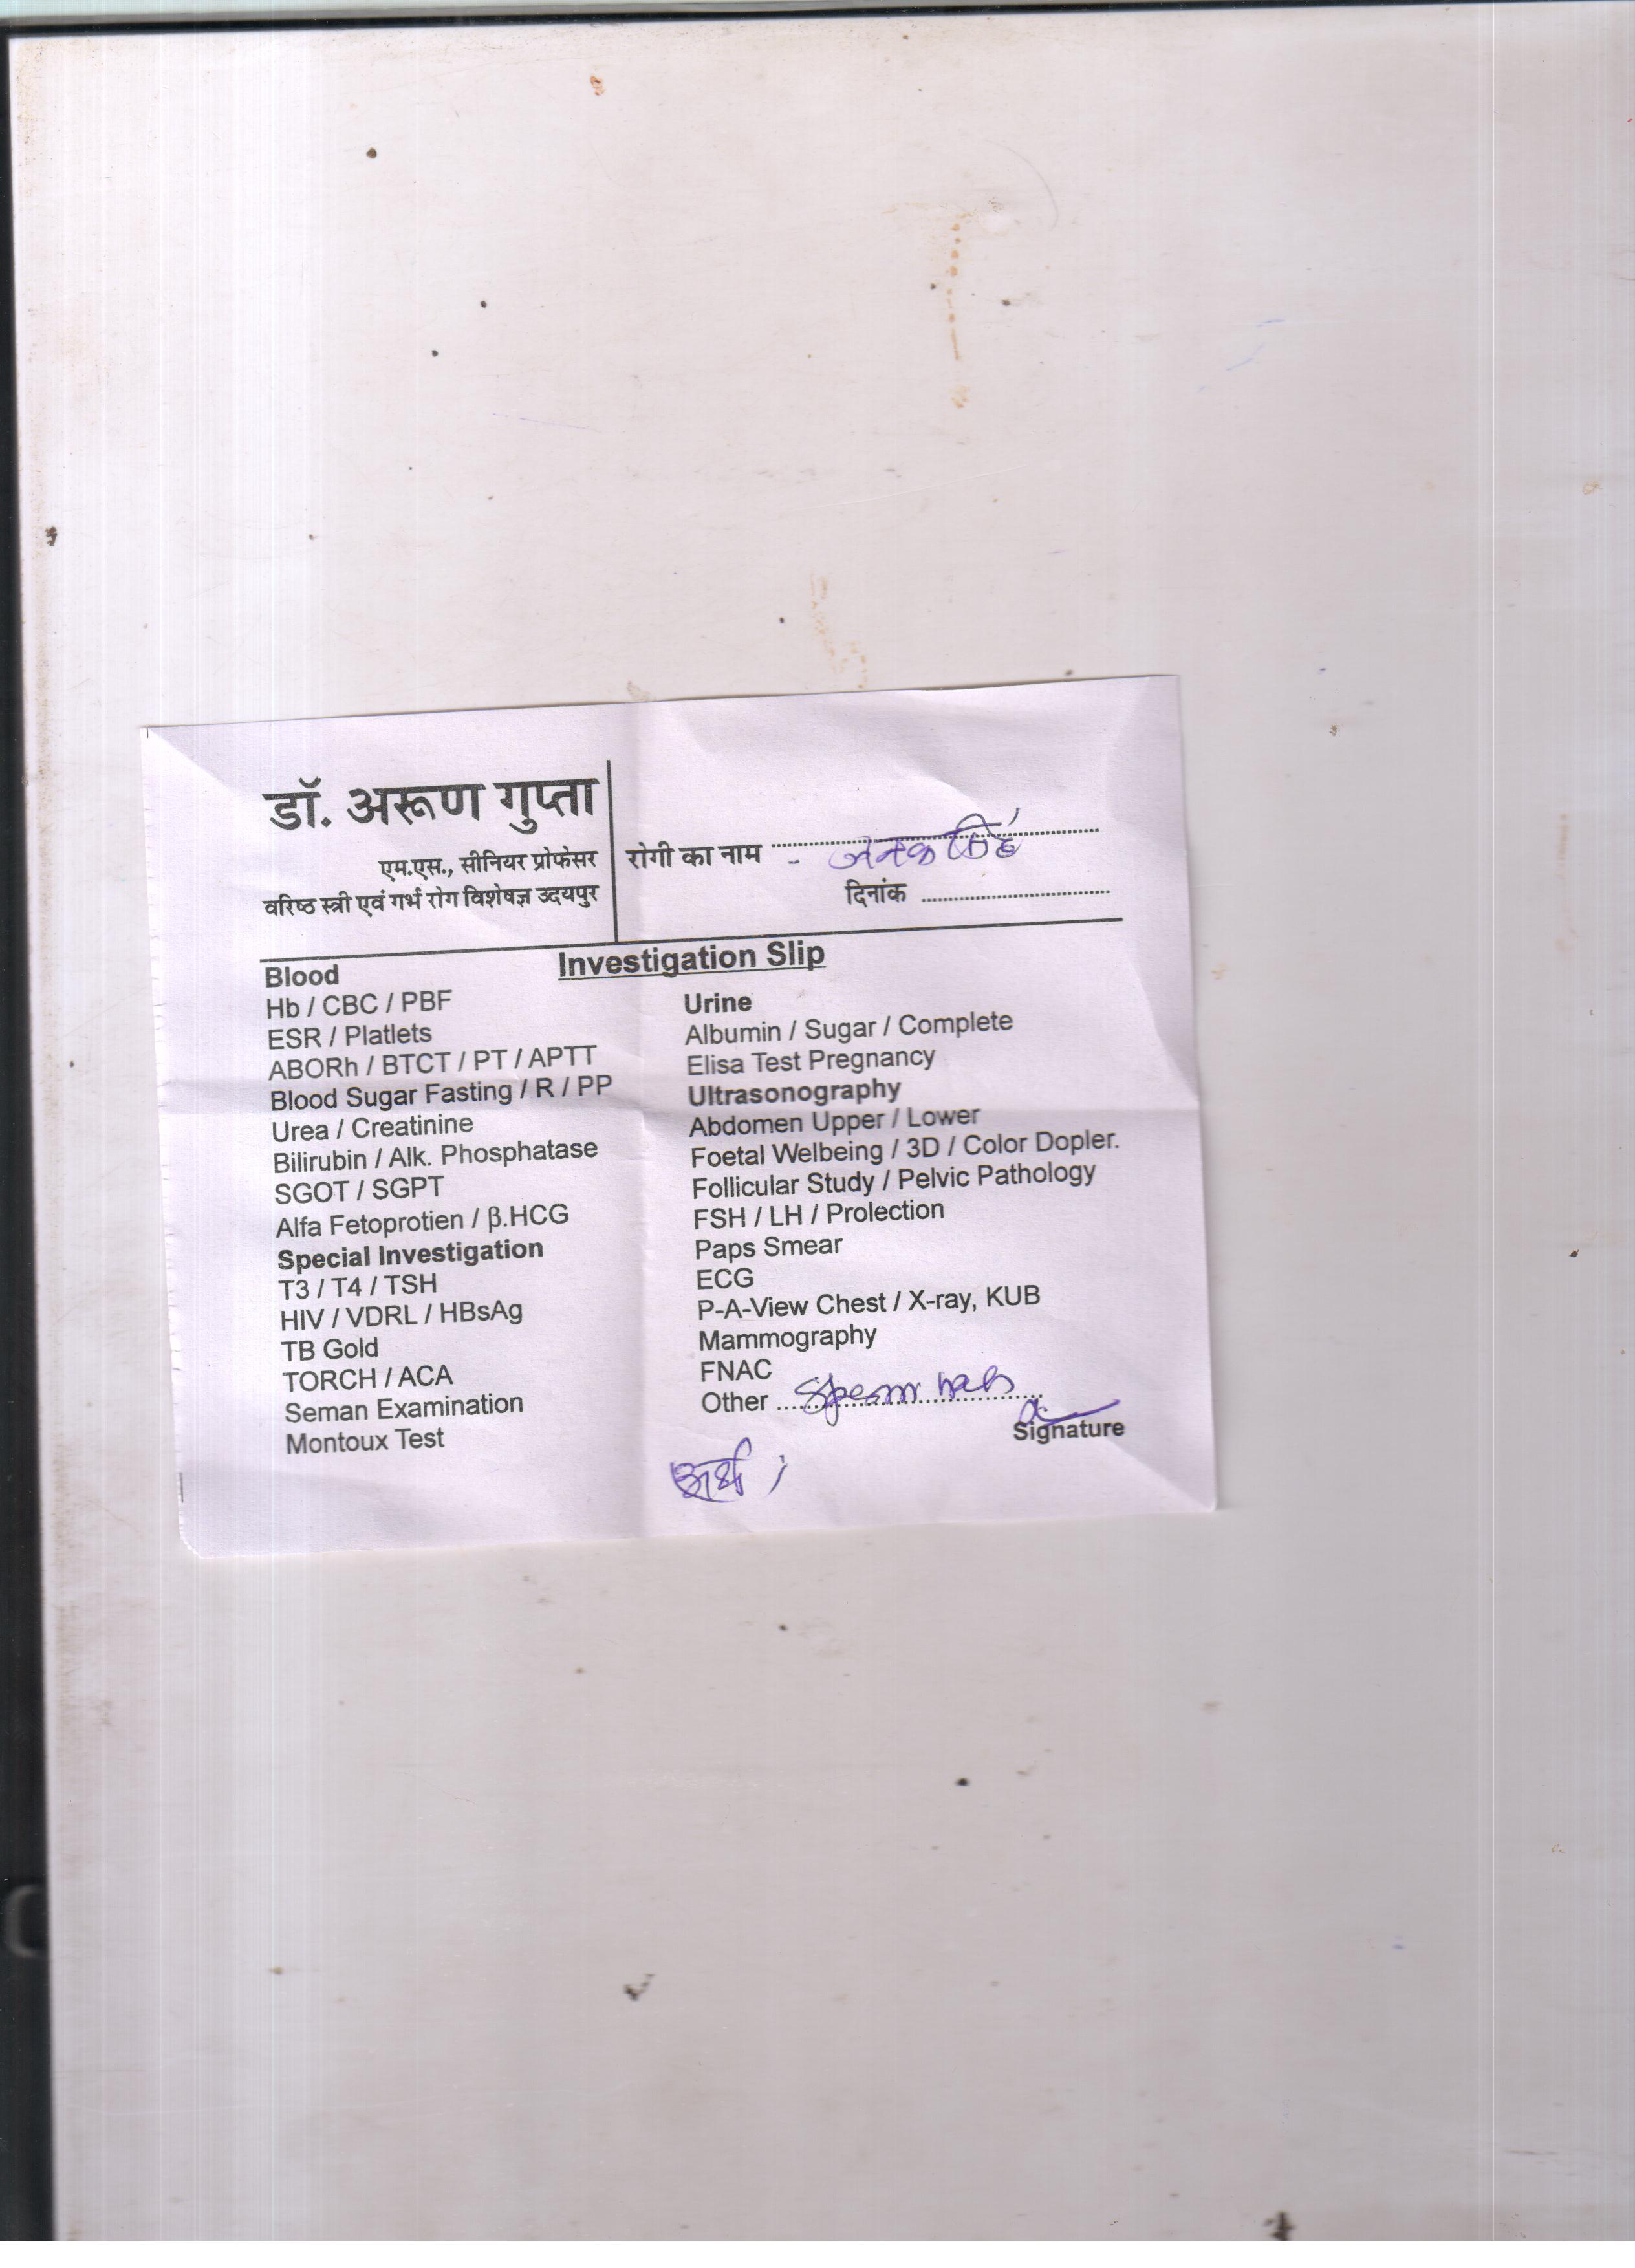 डॉ. अरूण गुप्ता
एम.एस., सीनियर प्रोफेसर
वरिष्ठ स्त्री एवं गर्भ रोग विशेषज्ञ उदयपुर
रोगी का नाम - जनक सिंह
दिनांक
Investigation Slip
Blood
Hb / CBC / PBF
ESR / Platlets
ABORh / BTCT / PT / APTT
Blood Sugar Fasting / R / PP
Urea / Creatinine
Bilirubin / Alk. Phosphatase
SGOT / SGPT
Alfa Fetoprotien / β.HCG
Special Investigation
T3 / T4 / TSH
HIV / VDRL / HBsAg
TB Gold
TORCH / ACA
Seman Examination
Montoux Test
Urine
Albumin / Sugar / Complete
Elisa Test Pregnancy
Ultrasonography
Abdomen Upper / Lower
Foetal Welbeing / 3D / Color Dopler.
Follicular Study / Pelvic Pathology
FSH / LH / Prolection
Paps Smear
ECG
P-A-View Chest / X-ray, KUB
Mammography
FNAC
Other Sperm
Signature